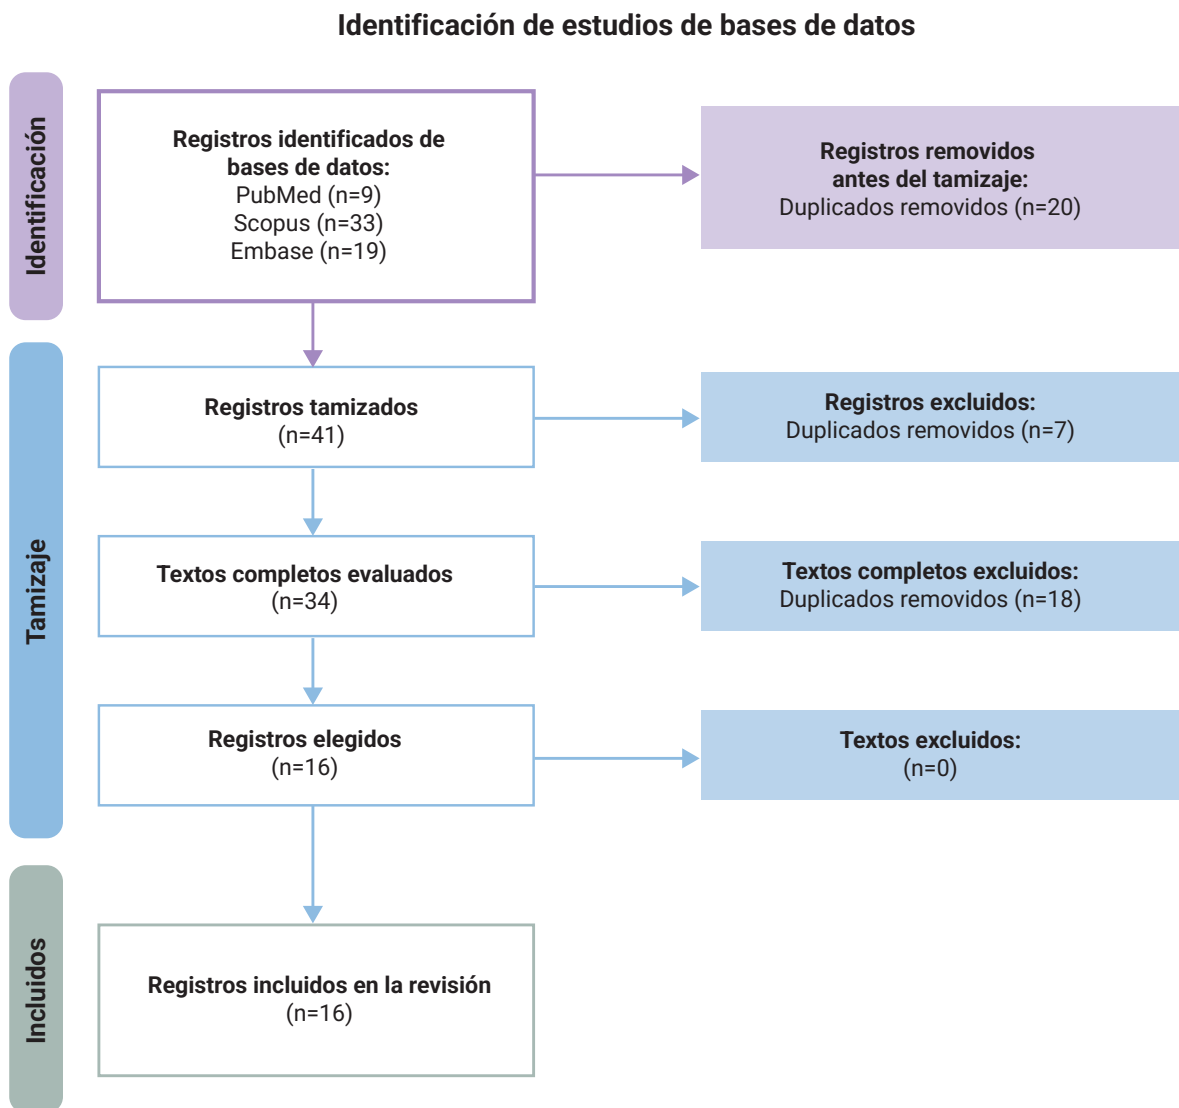 Identificación de estudios de bases de datos
Identificación
Registros identificados de
bases de datos:
PubMed (n=9)
Scopus (n=33)
Embase (n=19)
Registros removidos
antes del tamizaje:
Duplicados removidos (n=20)
Tamizaje
Registros tamizados
(n=41)
Registros excluidos:
Duplicados removidos (n=7)
Textos completos evaluados
(n=34)
Textos completos excluidos:
Duplicados removidos (n=18)
Registros elegidos
(n=16)
Textos excluidos:
(n=0)
Incluidos
Registros incluidos en la revisión
(n=16)